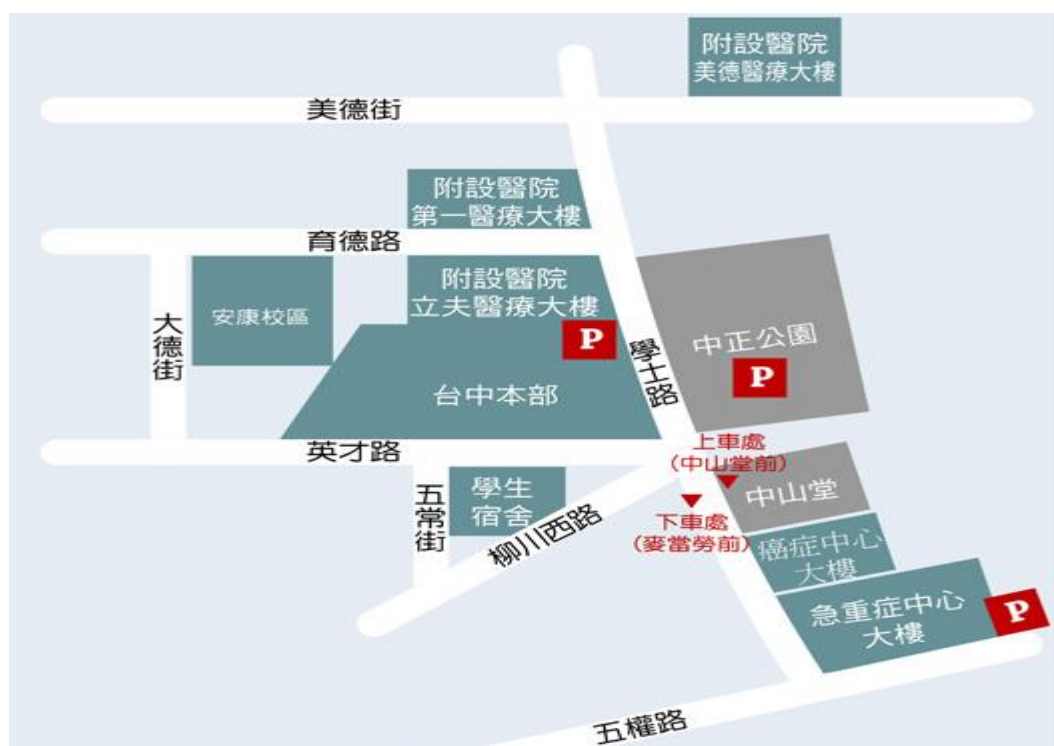 附設醫院
美德醫療大樓
美德街
附設醫院
第一醫療大樓
育德路
附設醫院
立夫醫療大樓
安康校區
大德街
P
中正公園
P
學士路
台中本部
英才路
上車處
(中山堂前)
中山堂
學生
宿舍
五常街
柳川西路
下車處
(麥當勞前)
癌症中心
大樓
急重症中心
大樓
P
五權路